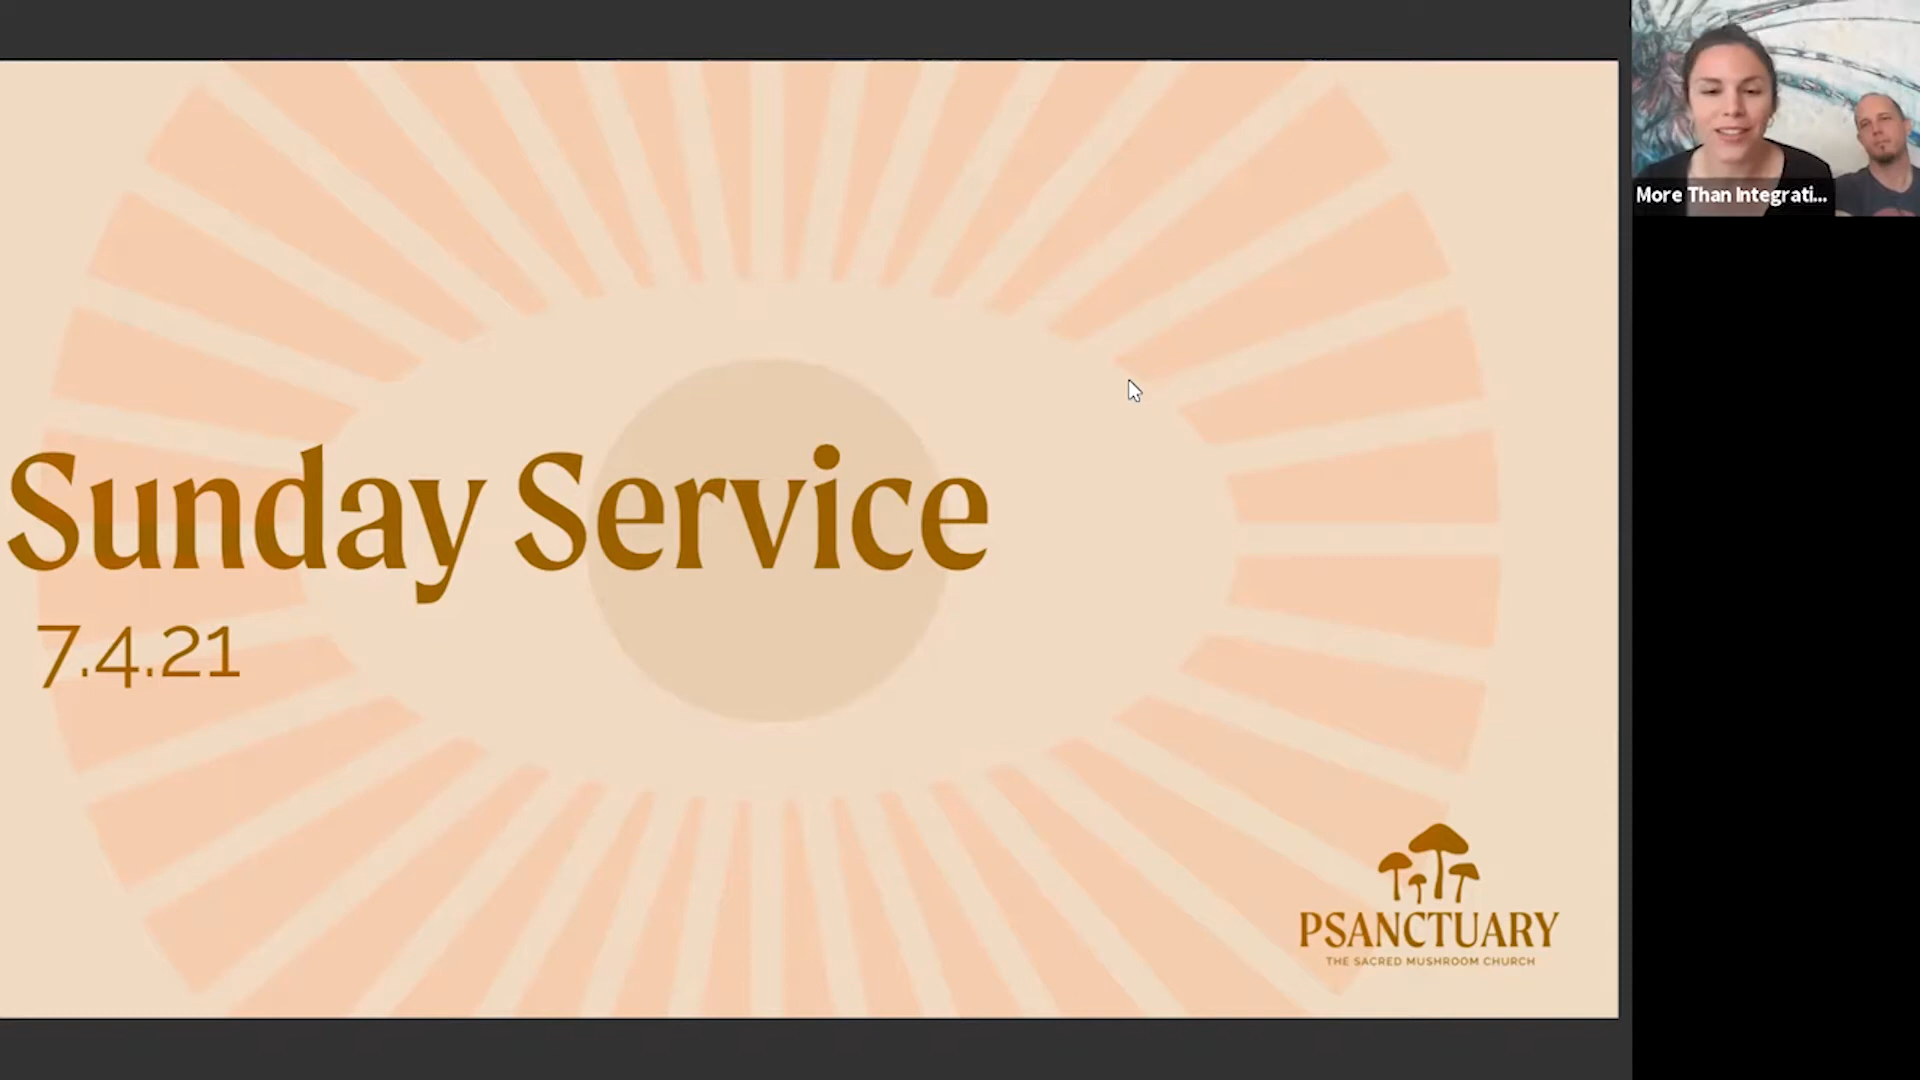 Sunday Service
7.4.21
PSANCTUARY
THE SACRED MUSHROOM CHURCH
More Than Integrati...